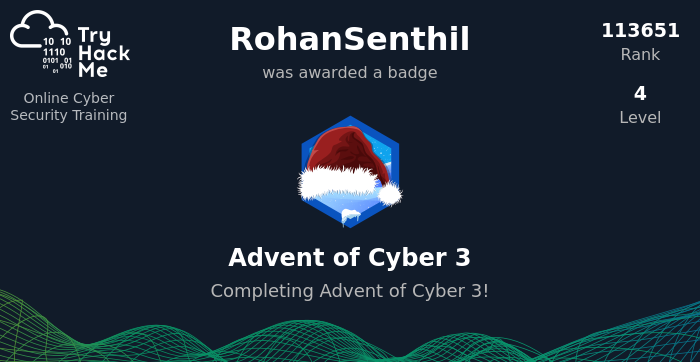 Try
Hack
Me
10 10
1110
0101 01
01 010
01
Online Cyber
Security Training
RohanSenthil
was awarded a badge
113651
Rank
4
Level
Advent of Cyber 3
Completing Advent of Cyber 3!